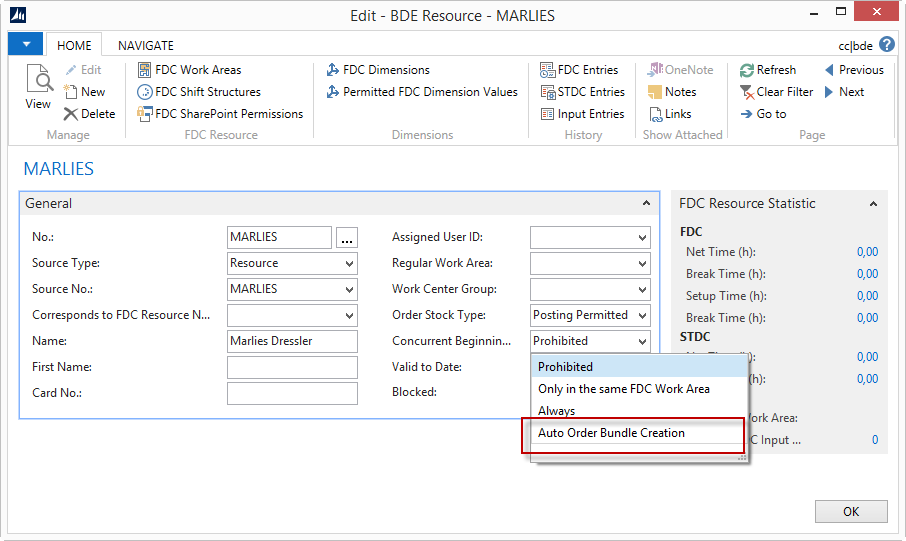 Edit - BDE Resource - MARLIES
HOME NAVIGATE cc|bde
View
Edit
New
Delete
Manage
FDC Work Areas
FDC Shift Structures
FDC SharePoint Permissions
FDC Resource
FDC Dimensions
Permitted FDC Dimension Values
Dimensions
FDC Entries
STDC Entries
Input Entries
History
OneNote
Notes
Links
Show Attached
Refresh
Clear Filter
Go to
Previous
Next
Page
MARLIES
General
No.: MARLIES ...
Source Type: Resource
Source No.: MARLIES
Corresponds to FDC Resource N...
Name: Marlies Dressler
First Name:
Card No.:
Assigned User ID:
Regular Work Area:
Work Center Group:
Order Stock Type: Posting Permitted
Concurrent Beginnin... Prohibited
Valid to Date:
Blocked:
Prohibited
Only in the same FDC Work Area
Always
Auto Order Bundle Creation
FDC Resource Statistic
FDC
Net Time (h): 0,00
Break Time (h): 0,00
Setup Time (h): 0,00
Break Time (h): 0,00
STDC
0,00
(h): 0,00
Work Area:
C Input ... 0
OK